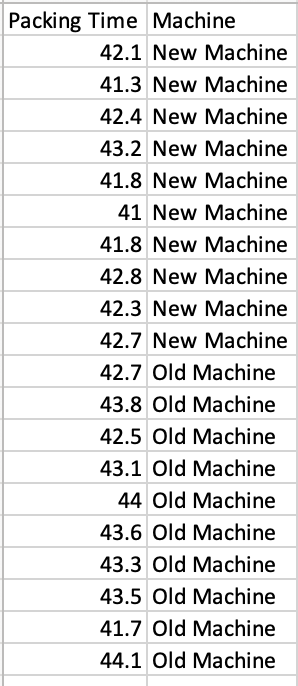 Packing Time Machine
42.1 New Machine
41.3 New Machine
42.4 New Machine
43.2 New Machine
41.8 New Machine
41 New Machine
41.8 New Machine
42.8 New Machine
42.3 New Machine
42.7 New Machine
42.7 Old Machine
43.8 Old Machine
42.5 Old Machine
43.1 Old Machine
44 Old Machine
43.6 Old Machine
43.3 Old Machine
43.5 Old Machine
41.7 Old Machine
44.1 Old Machine